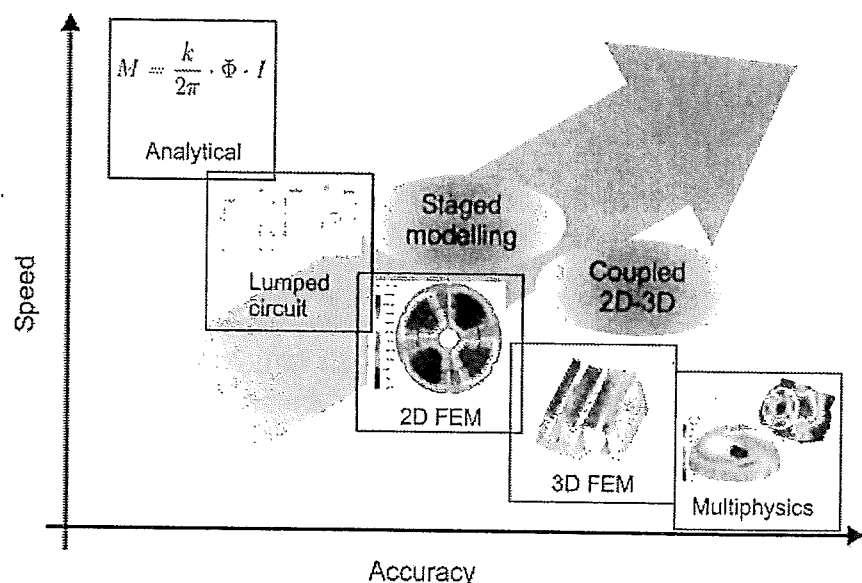 M = k/2π · Φ · I
Analytical
Staged
modelling
Lumped
circuit
Coupled
2D-3D
2D FEM
3D FEM
Multiphysics
Speed
Accuracy